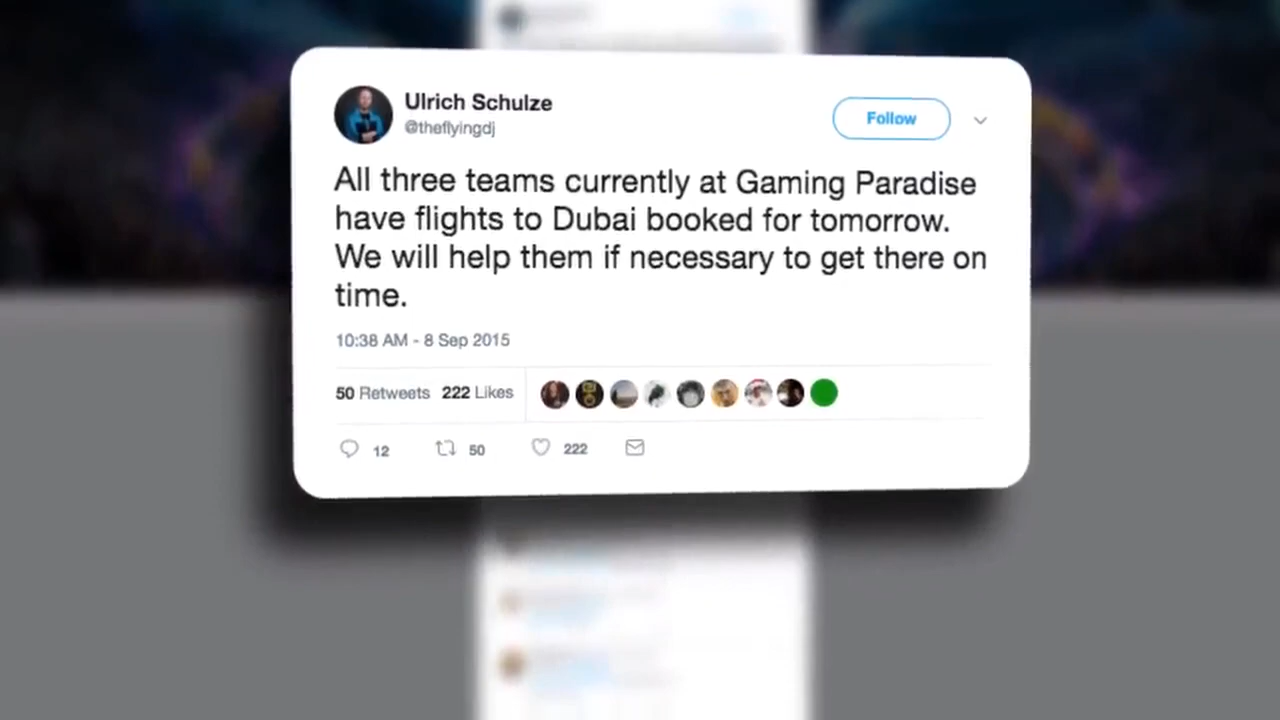 Ulrich Schulze
@theflyingdj
Follow
All three teams currently at Gaming Paradise
have flights to Dubai booked for tomorrow.
We will help them if necessary to get there on
time.
10:38 AM - 8 Sep 2015
50 Retweets 222 Likes
12 50 222